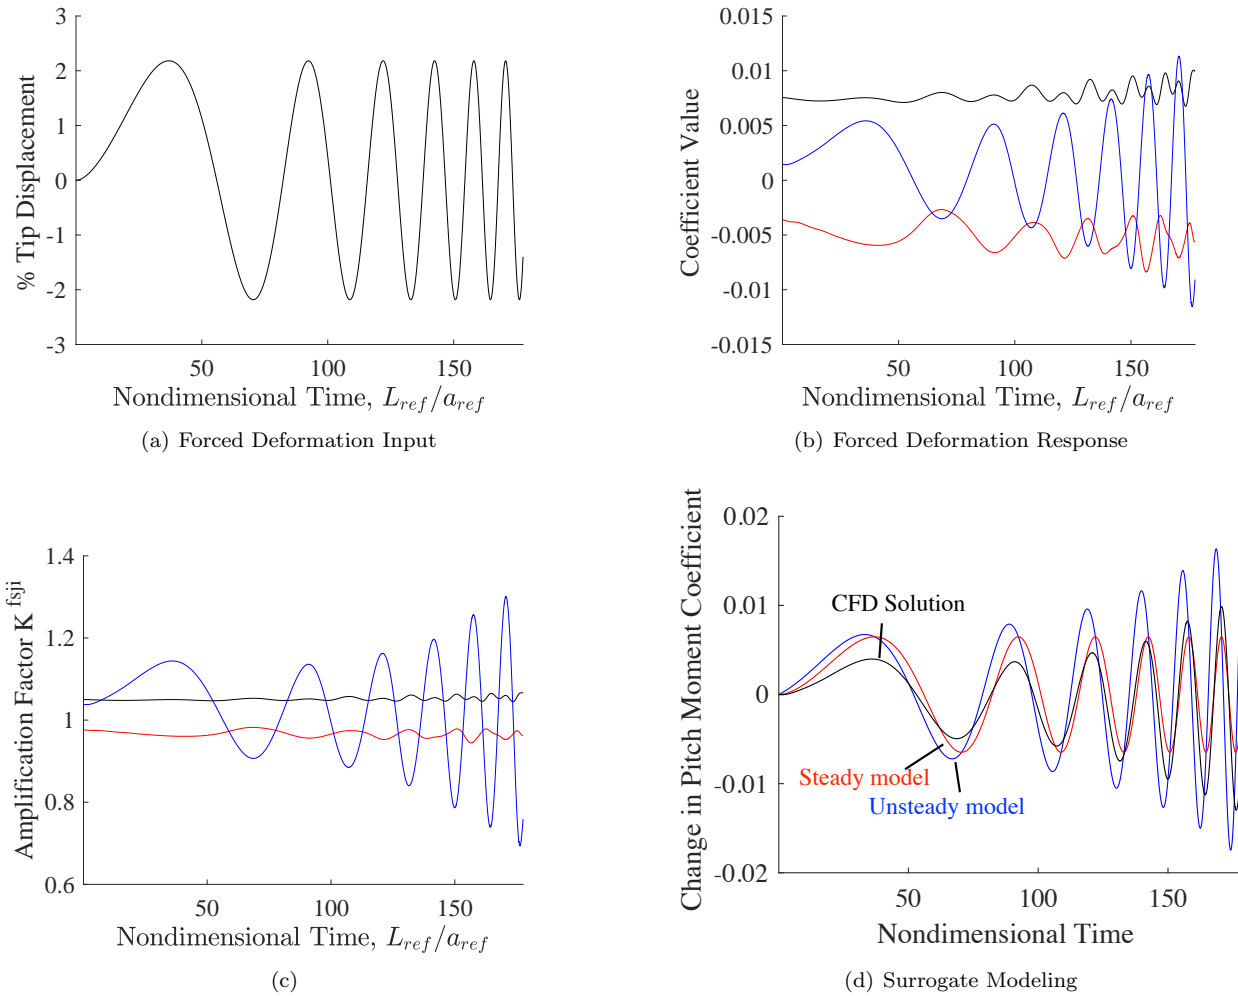 3
2
1
0
-1
-2
-3
% Tip Displacement
50
100
150
Nondimensional Time, L_ref/a_ref
(a) Forced Deformation Input
0.015
0.01
0.005
0
-0.005
-0.01
-0.015
Coefficient Value
50
100
150
Nondimensional Time, L_ref/a_ref
(b) Forced Deformation Response
1.4
1.2
1
0.8
0.6
Amplification Factor K^fsji
50
100
150
Nondimensional Time, L_ref/a_ref
(c)
0.02
0.01
0
-0.01
-0.02
Change in Pitch Moment Coefficient
CFD Solution
Steady model
Unsteady model
50
100
150
Nondimensional Time
(d) Surrogate Modeling